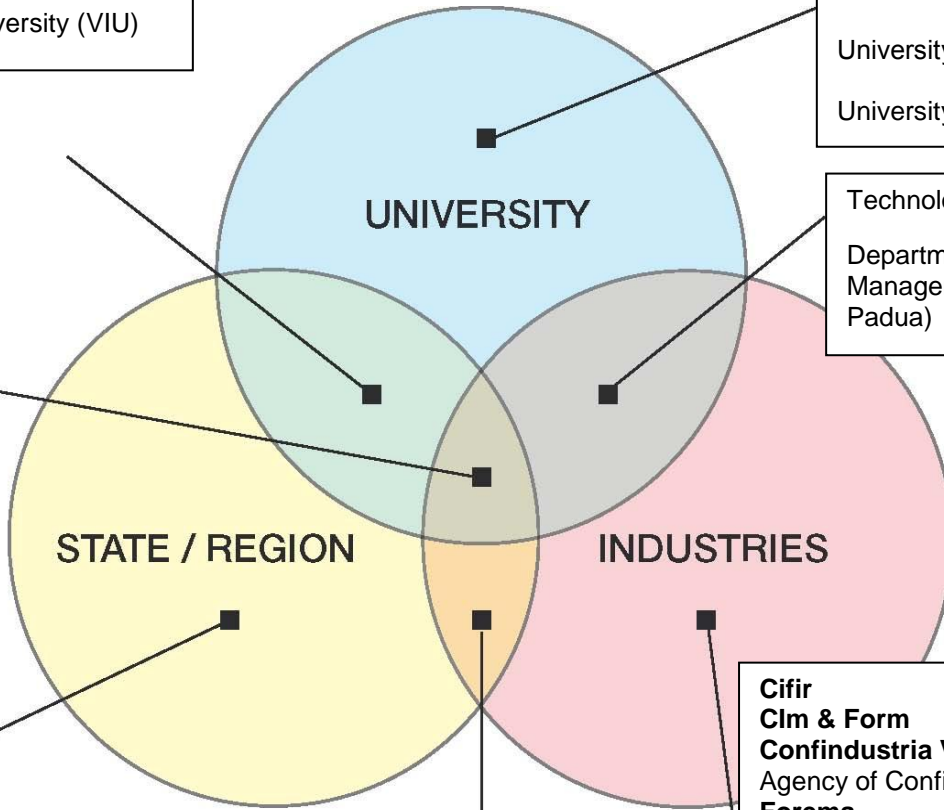 versity (VIU)
University
University
UNIVERSITY
Technolo
Departm
Manage
Padua)
STATE / REGION
INDUSTRIES
Cifir
Clm & Form
Confindustria V
Agency of Confi
Forema